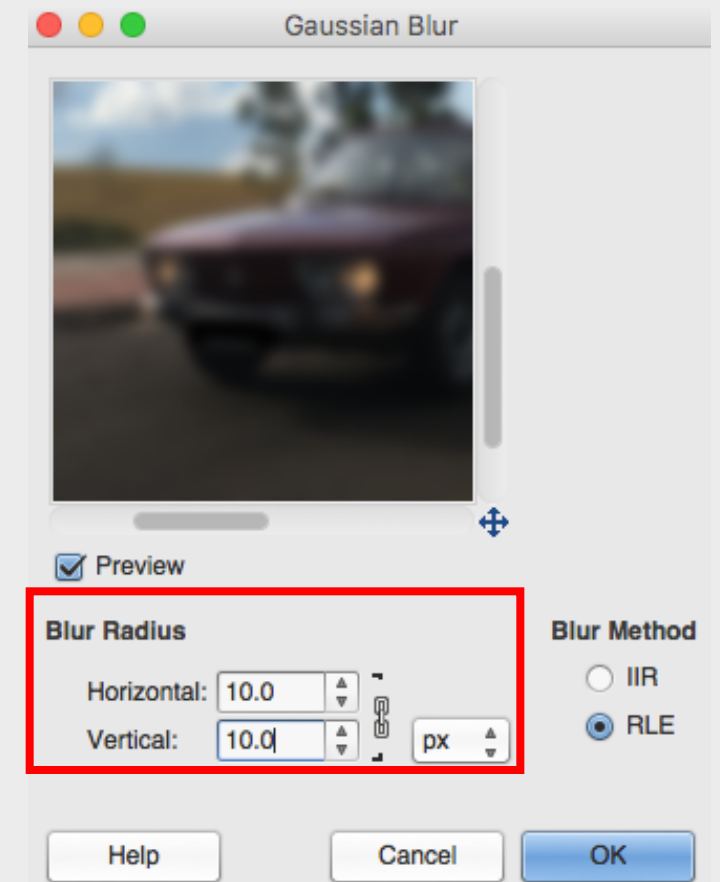 Gaussian Blur
Preview
Blur Radius
Horizontal: 10.0
Vertical: 10.0 px
Blur Method
IIR
RLE
Help Cancel OK